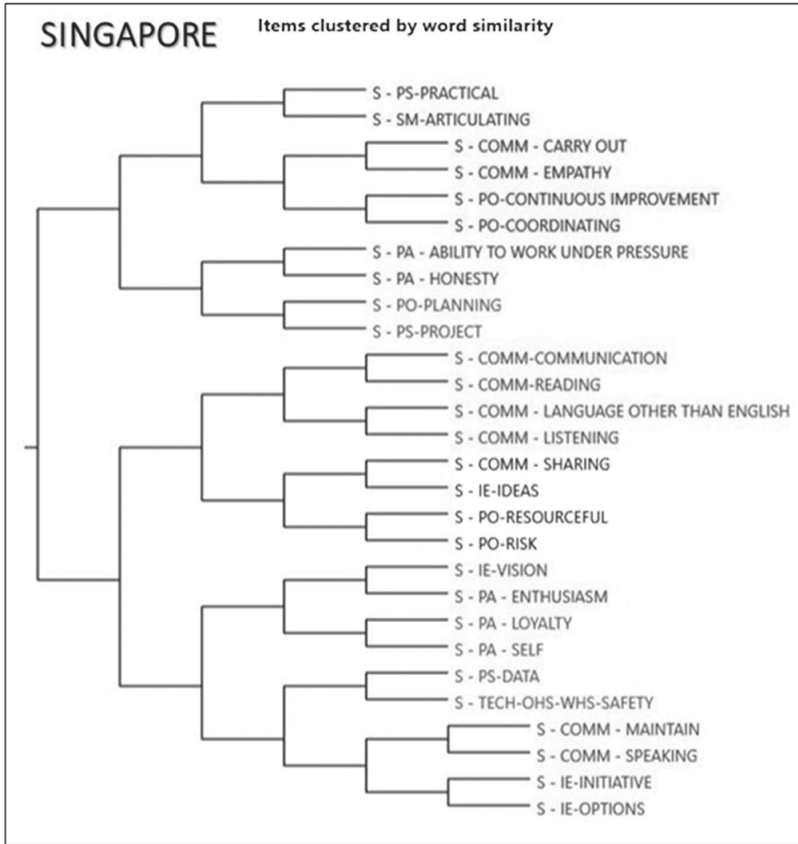 SINGAPORE
Items clustered by word similarity
S - PS-PRACTICAL
S - SM-ARTICULATING
S - COMM - CARRY OUT
S - COMM - EMPATHY
S - PO-CONTINUOUS IMPROVEMENT
S - PO-COORDINATING
S - PA - ABILITY TO WORK UNDER PRESSURE
S - PA - HONESTY
S - PO-PLANNING
S - PS-PROJECT
S - COMM-COMMUNICATION
S - COMM-READING
S - COMM - LANGUAGE OTHER THAN ENGLISH
S - COMM - LISTENING
S - COMM - SHARING
S - IE-IDEAS
S - PO-RESOURCEFUL
S - PO-RISK
S - IE-VISION
S - PA - ENTHUSIASM
S - PA - LOYALTY
S - PA - SELF
S - PS-DATA
S - TECH-OHS-WHS-SAFETY
S - COMM - MAINTAIN
S - COMM - SPEAKING
S - IE-INITIATIVE
S - IE-OPTIONS